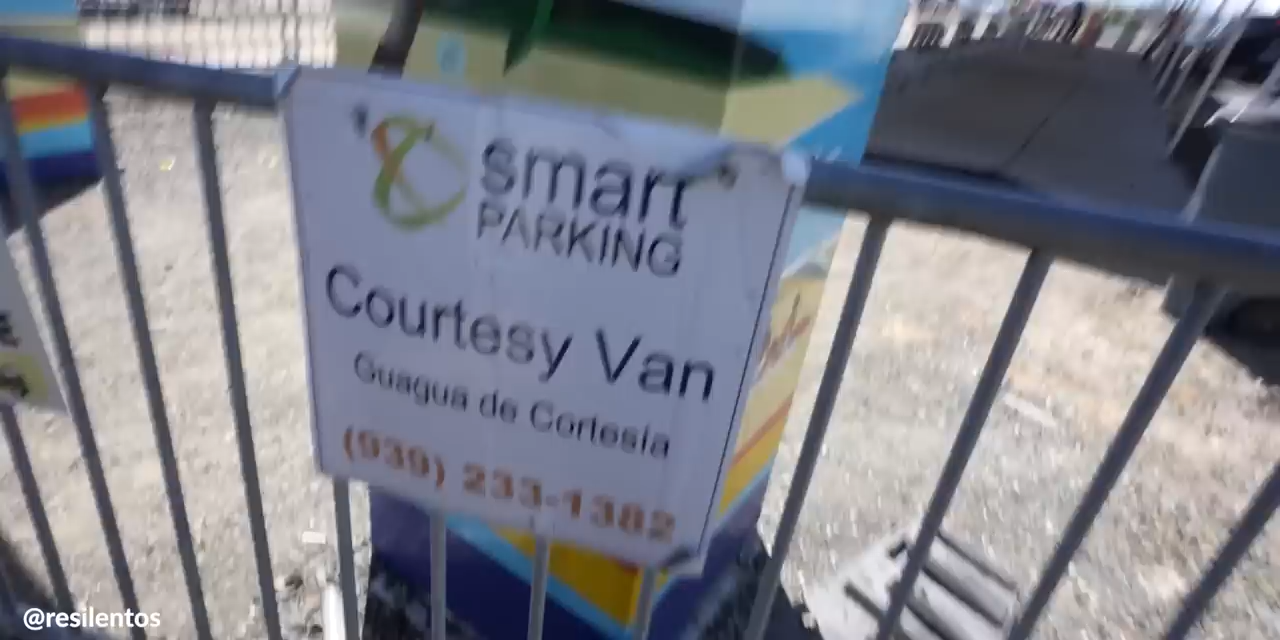 smart
PARKING
Courtesy Van
Guagua de Cortesía
(939) 233-1382
@resilentos